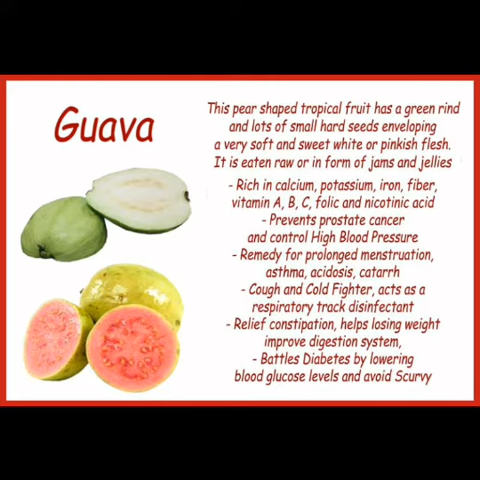 Guava
This pear shaped tropical fruit has a green rind
and lots of small hard seeds enveloping
a very soft and sweet white or pinkish flesh.
It is eaten raw or in form of jams and jellies
- Rich in calcium, potassium, iron, fiber,
vitamin A, B, C, folic and nicotinic acid
- Prevents prostate cancer
and control High Blood Pressure
- Remedy for prolonged menstruation,
asthma, acidosis, catarrh
- Cough and Cold Fighter, acts as a
respiratory track disinfectant
- Relief constipation, helps losing weight
improve digestion system,
- Battles Diabetes by lowering
blood glucose levels and avoid Scurvy